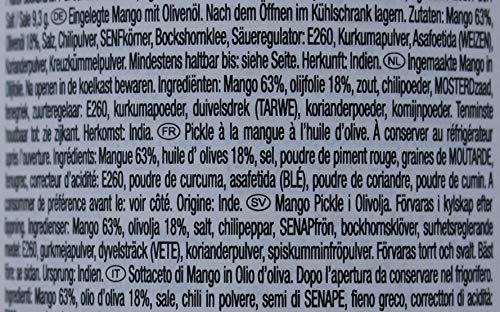 Salt / Sale 9,3 g DE Eingelegte Mango mit Olivenöl. Nach dem Öffnen im Kühlschrank lagern. Zutaten: Mango 63%,
Olivenöl 18%, Salz, Chilipulver, SENFkörner, Bockshornklee, Säureregulator: E260, Kurkumapulver, Asafoetida (WEIZEN),
Korianderpulver, Kreuzkümmelpulver. Mindestens haltbar bis: siehe Seite. Herkunft: Indien. NL Ingemaakte Mango in
Olijfolie. Na openen in de koelkast bewaren. Ingrediënten: Mango 63%, olijfolie 18%, zout, chilipoeder, MOSTERDzaad,
fenegriek, zuurteregelaar: E260, kurkumapoeder, duivelsdrek (TARWE), korianderpoeder, komijnpoeder. Tenminste
houdbaar tot: zie zijkant. Herkomst: India. FR Pickle à la mangue à l'huile d'olive. À conserver au réfrigérateur
après l'ouverture. Ingrédients: Mangue 63%, huile d' olives 18%, sel, poudre de piment rouge, graines de MOUTARDE,
fenugrec, correcteur d'acidité: E260, poudre de curcuma, asafetida (BLÉ), poudre de coriandre, poudre de cumin. A
consommer de préférence avant le: voir côté. Origine: Inde. SV Mango Pickle i Olivolja. Förvaras i kylskap efter
öppning. Ingredienser: Mango 63%, olivolja 18%, salt, chilipeppar, SENAPfrön, bockhornsklöver, surhetsreglerande
medel: E260, gurkmejapulver, dyvelsträck (VETE), korianderpulver, spiskumminfröpulver. Förvaras torrt och svalt. Bäst
före: se sidan. Ursprung: Indien. IT Sottaceto di Mango in Olio d'oliva. Dopo l'apertura da conservare nel frigorifero.
Ingredienti: Mango 63%, olio d'oliva 18%, sale, chili in polvere, semi di SENAPE, fieno greco, correttori di acidità: